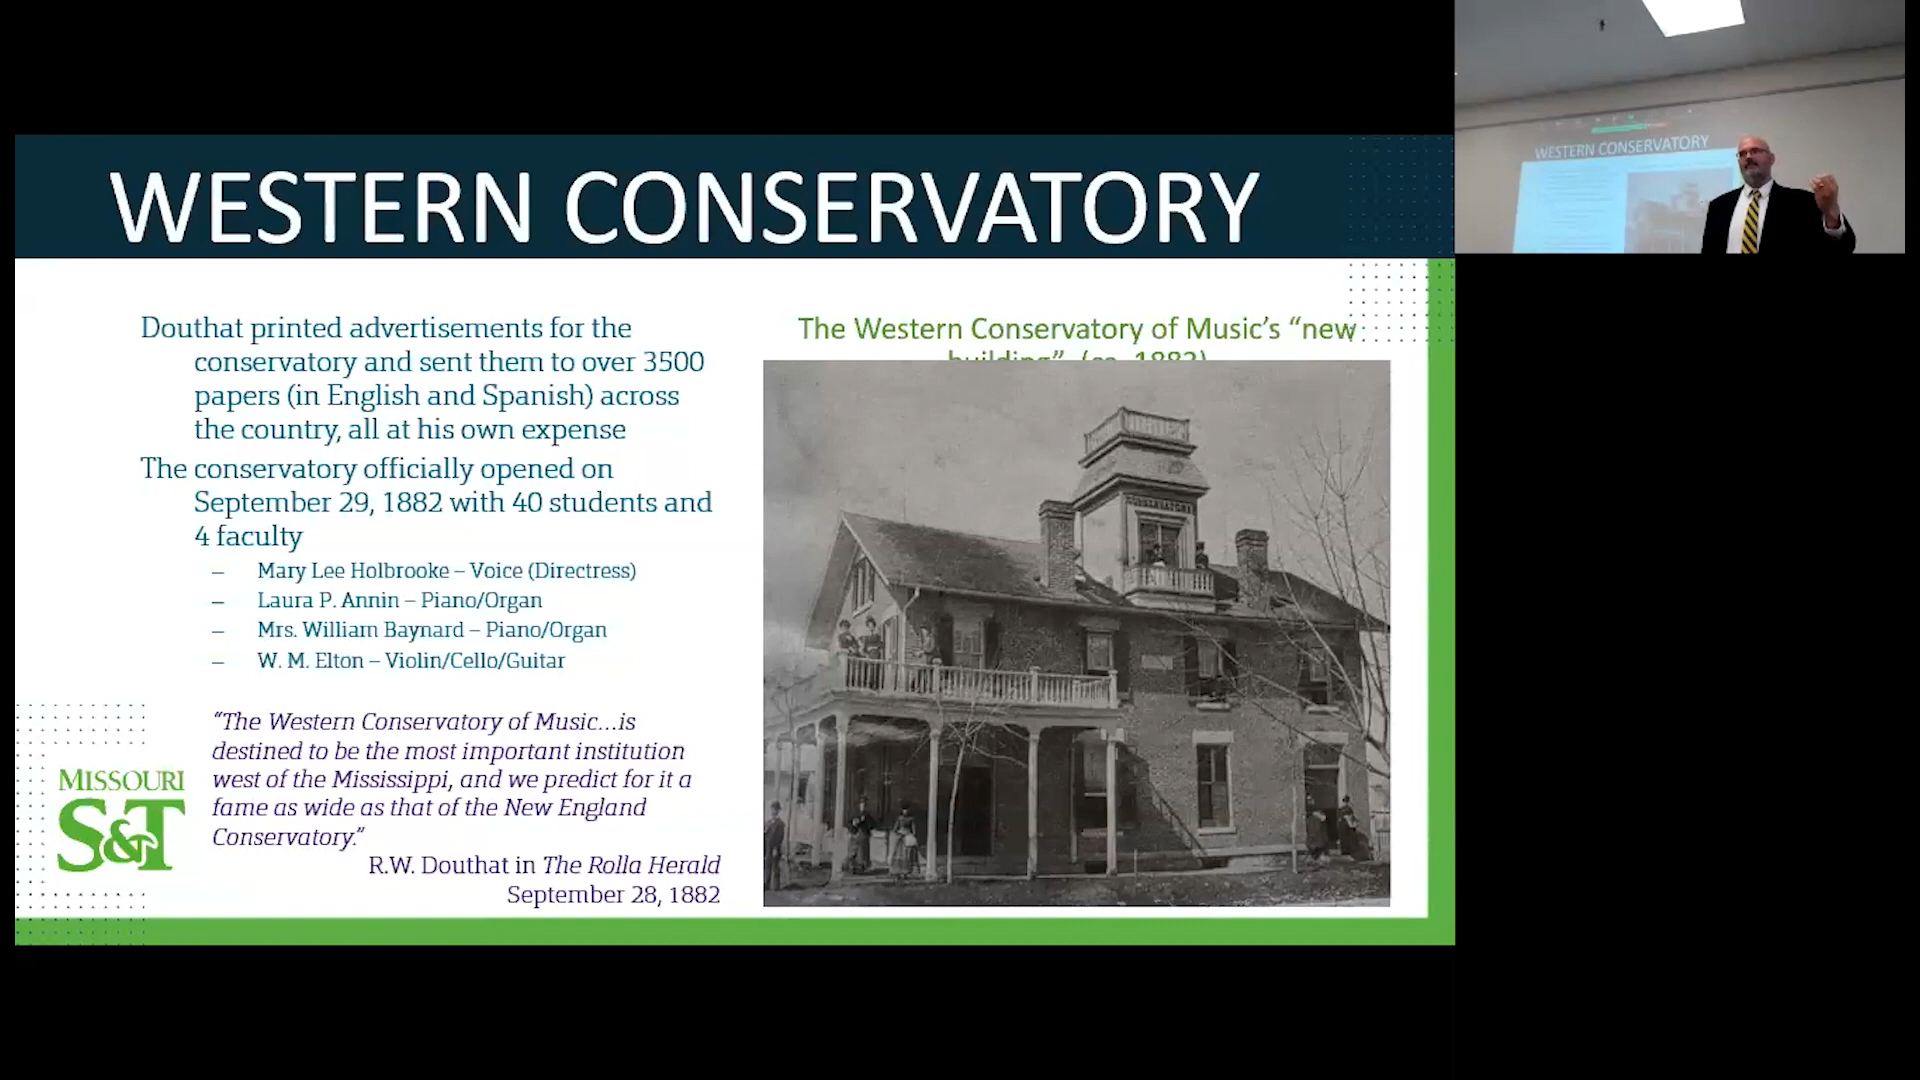 WESTERN CONSERVATORY
Douthat printed advertisements for the
conservatory and sent them to over 3500
papers (in English and Spanish) across
the country, all at his own expense
The conservatory officially opened on
September 29, 1882 with 40 students and
4 faculty
– Mary Lee Holbrooke – Voice (Directress)
– Laura P. Annin – Piano/Organ
– Mrs. William Baynard – Piano/Organ
– W. M. Elton – Violin/Cello/Guitar
“The Western Conservatory of Music...is
destined to be the most important institution
west of the Mississippi, and we predict for it a
fame as wide as that of the New England
Conservatory.”
R.W. Douthat in The Rolla Herald
September 28, 1882
MISSOURI
S&T
The Western Conservatory of Music’s “new
building” (ca. 1882)
CONSERVATORY
WESTERN CONSERVATORY